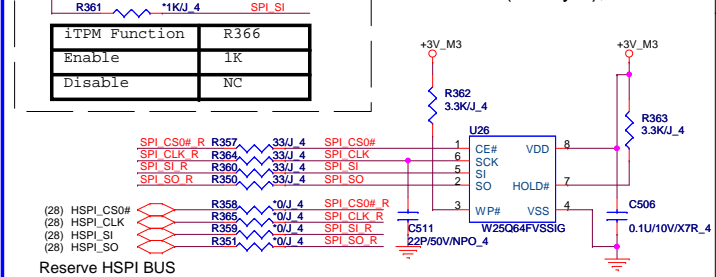 R361 *1K/J_4 SPI_SI
iTPM Function R366
Enable 1K
Disable NC
+3V_M3 +3V_M3
R362
3.3K/J_4
R363
3.3K/J_4
U26
SPI_CS0#_R R357 33/J_4 SPI_CS0# 1 CE# VDD 8
SPI_CLK_R R364 33/J_4 SPI_CLK 6 SCK
SPI_SI_R R360 33/J_4 SPI_SI 5 SI
SPI_SO_R R350 33/J_4 SPI_SO 2 SO HOLD# 7
3 WP# VSS 4
W25Q64FVSSIG
(28) HSPI_CS0# R358 *0/J_4 SPI_CS0#_R
(28) HSPI_CLK R365 *0/J_4 SPI_CLK_R
(28) HSPI_SI R359 *0/J_4 SPI_SI_R
(28) HSPI_SO R351 *0/J_4 SPI_SO_R
C511
22P/50V/NPO_4
C506
0.1U/10V/X7R_4
Reserve HSPI BUS